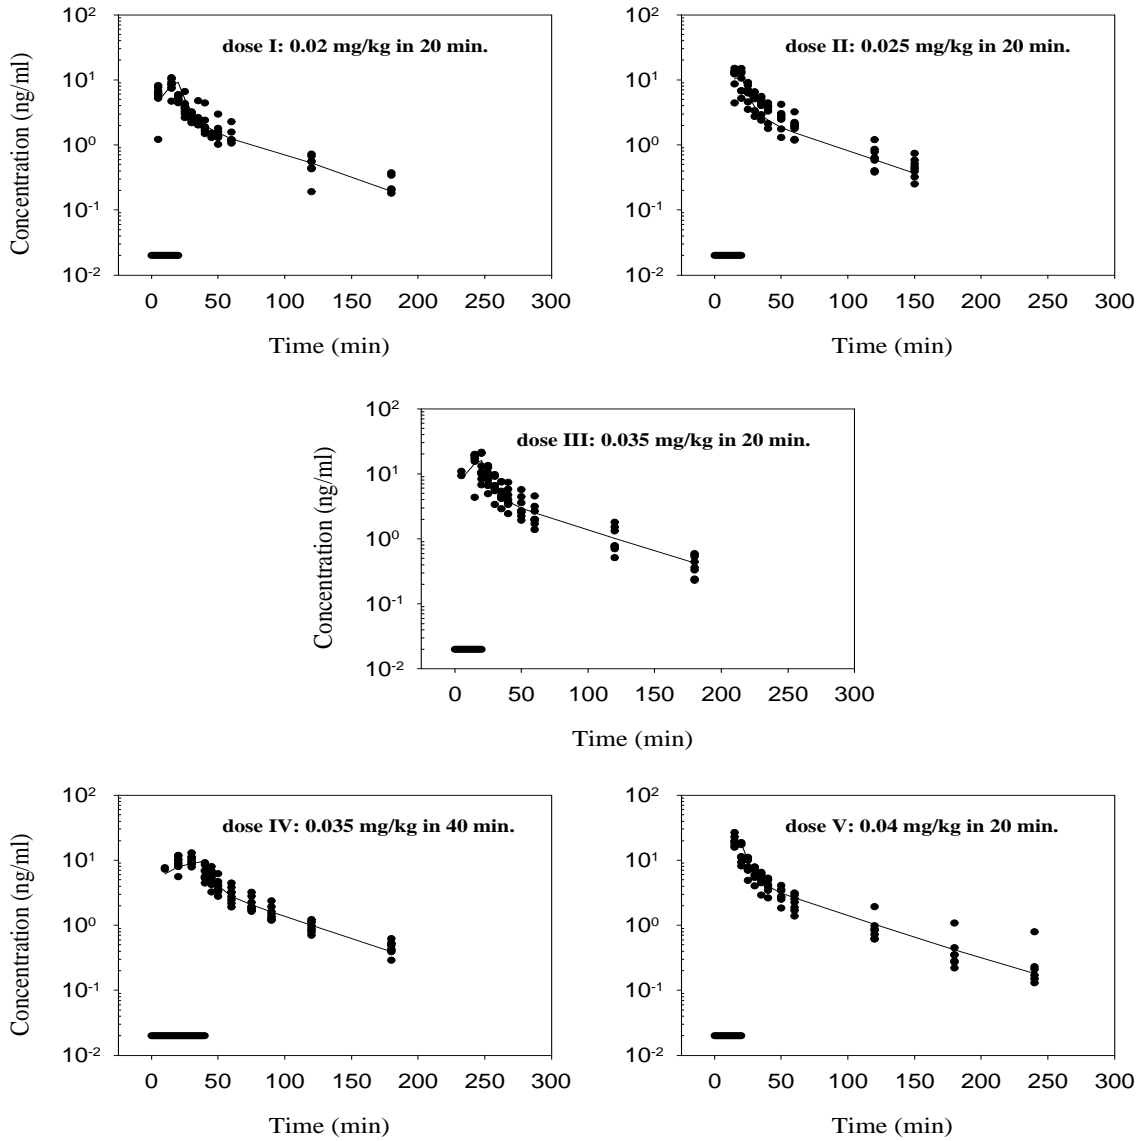 10²
10¹
10⁰
10⁻¹
10⁻²
Concentration (ng/ml)
dose I: 0.02 mg/kg in 20 min.
0 50 100 150 200 250 300
Time (min)
10²
10¹
10⁰
10⁻¹
10⁻²
dose II: 0.025 mg/kg in 20 min.
0 50 100 150 200 250 300
Time (min)
10²
10¹
10⁰
10⁻¹
10⁻²
Concentration (ng/ml)
dose III: 0.035 mg/kg in 20 min.
0 50 100 150 200 250 300
Time (min)
10²
10¹
10⁰
10⁻¹
10⁻²
Concentration (ng/ml)
dose IV: 0.035 mg/kg in 40 min.
0 50 100 150 200 250 300
Time (min)
10²
10¹
10⁰
10⁻¹
10⁻²
dose V: 0.04 mg/kg in 20 min.
0 50 100 150 200 250 300
Time (min)